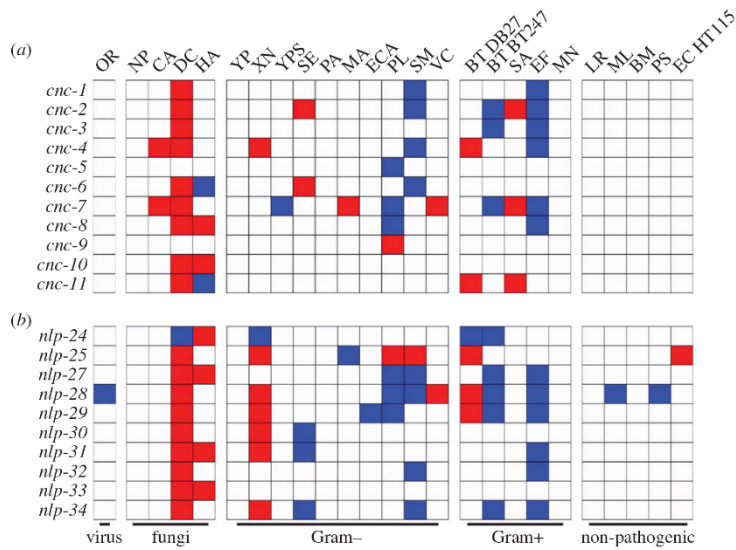 (a) OR NP CA DC HA YP XN YPS SE PA MA ECA PL SM VC BT DB27 BT BT247 SA EF MN LR ML BM PS EC HT115
cnc-1
cnc-2
cnc-3
cnc-4
cnc-5
cnc-6
cnc-7
cnc-8
cnc-9
cnc-10
cnc-11
(b)
nlp-24
nlp-25
nlp-27
nlp-28
nlp-29
nlp-30
nlp-31
nlp-32
nlp-33
nlp-34
virus fungi Gram– Gram+ non-pathogenic